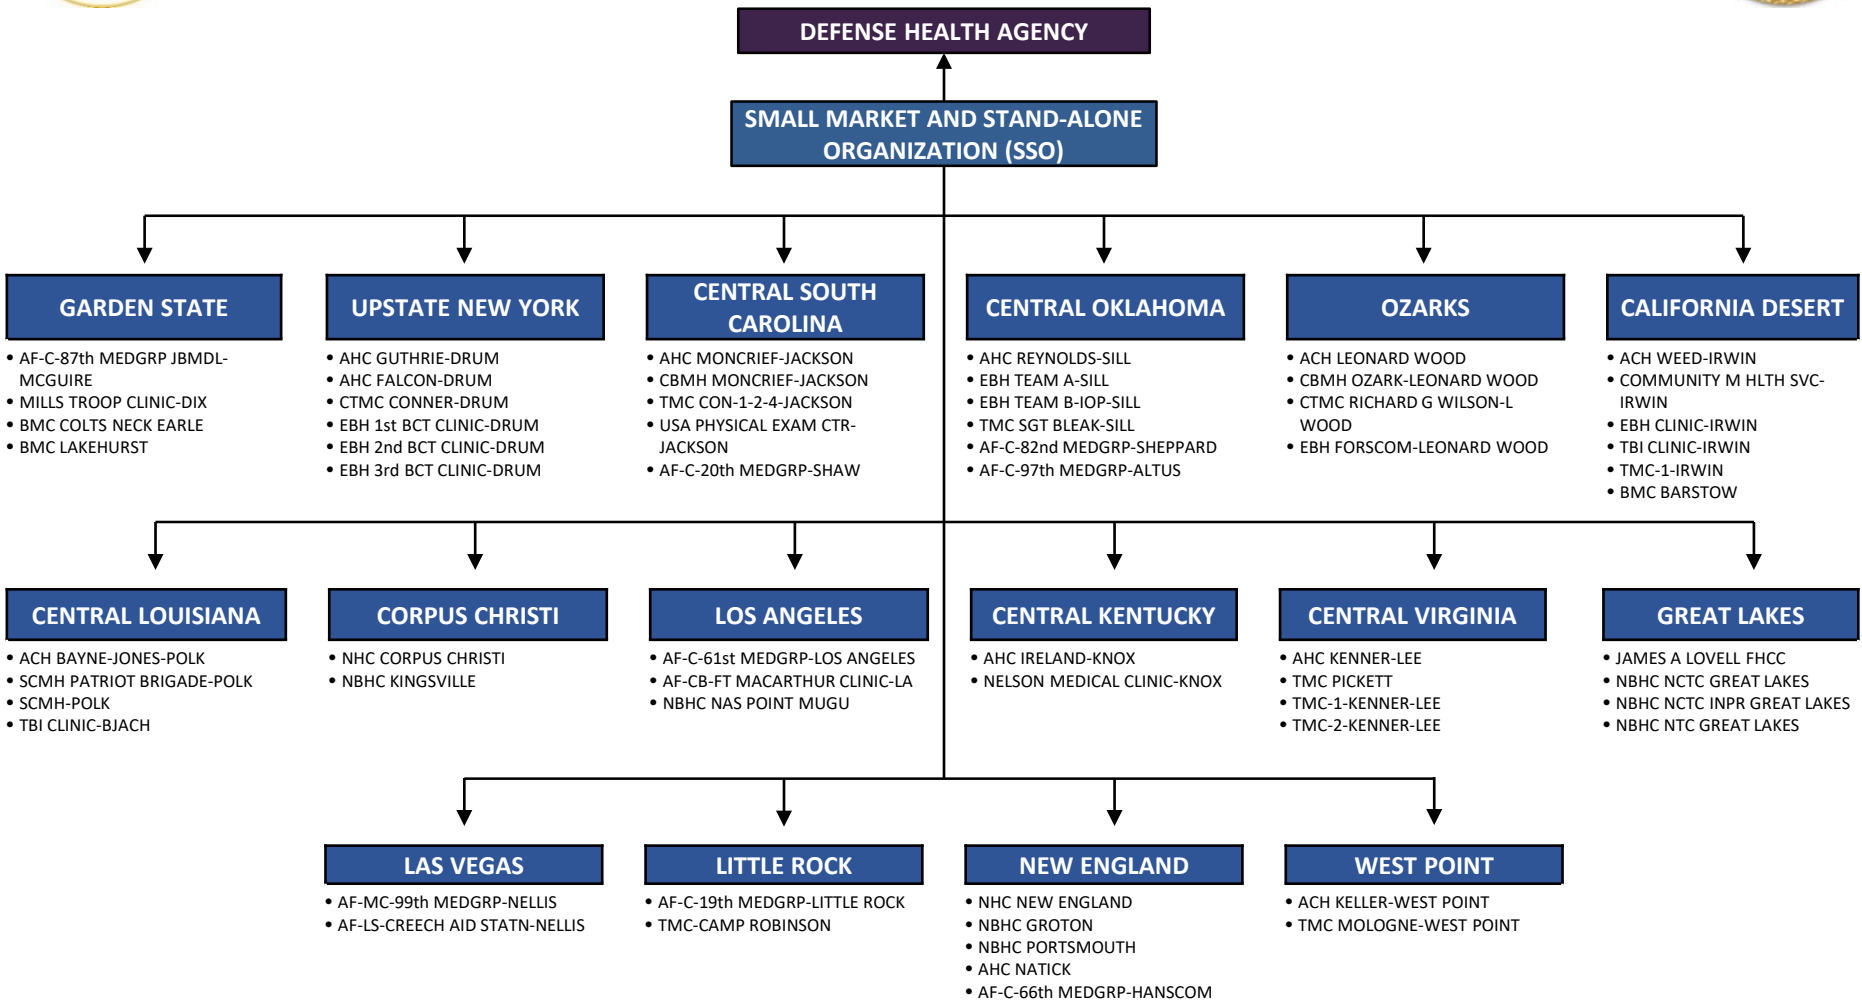 DEFENSE HEALTH AGENCY
SMALL MARKET AND STAND-ALONE
ORGANIZATION (SSO)
GARDEN STATE
• AF-C-87th MEDGRP JBMDL-
MCGUIRE
• MILLS TROOP CLINIC-DIX
• BMC COLTS NECK EARLE
• BMC LAKEHURST
UPSTATE NEW YORK
• AHC GUTHRIE-DRUM
• AHC FALCON-DRUM
• CTMC CONNER-DRUM
• EBH 1st BCT CLINIC-DRUM
• EBH 2nd BCT CLINIC-DRUM
• EBH 3rd BCT CLINIC-DRUM
CENTRAL SOUTH
CAROLINA
• AHC MONCRIEF-JACKSON
• CBMH MONCRIEF-JACKSON
• TMC CON-1-2-4-JACKSON
• USA PHYSICAL EXAM CTR-
JACKSON
• AF-C-20th MEDGRP-SHAW
CENTRAL OKLAHOMA
• AHC REYNOLDS-SILL
• EBH TEAM A-SILL
• EBH TEAM B-IOP-SILL
• TMC SGT BLEAK-SILL
• AF-C-82nd MEDGRP-SHEPPARD
• AF-C-97th MEDGRP-ALTUS
OZARKS
• ACH LEONARD WOOD
• CBMH OZARK-LEONARD WOOD
• CTMC RICHARD G WILSON-L
WOOD
• EBH FORSCOM-LEONARD WOOD
CALIFORNIA DESERT
• ACH WEED-IRWIN
• COMMUNITY M HLTH SVC-
IRWIN
• EBH CLINIC-IRWIN
• TBI CLINIC-IRWIN
• TMC-1-IRWIN
• BMC BARSTOW
CENTRAL LOUISIANA
• ACH BAYNE-JONES-POLK
• SCMH PATRIOT BRIGADE-POLK
• SCMH-POLK
• TBI CLINIC-BJACH
CORPUS CHRISTI
• NHC CORPUS CHRISTI
• NBHC KINGSVILLE
LOS ANGELES
• AF-C-61st MEDGRP-LOS ANGELES
• AF-CB-FT MACARTHUR CLINIC-LA
• NBHC NAS POINT MUGU
CENTRAL KENTUCKY
• AHC IRELAND-KNOX
• NELSON MEDICAL CLINIC-KNOX
CENTRAL VIRGINIA
• AHC KENNER-LEE
• TMC PICKETT
• TMC-1-KENNER-LEE
• TMC-2-KENNER-LEE
GREAT LAKES
• JAMES A LOVELL FHCC
• NBHC NCTC GREAT LAKES
• NBHC NCTC INPR GREAT LAKES
• NBHC NTC GREAT LAKES
LAS VEGAS
• AF-MC-99th MEDGRP-NELLIS
• AF-LS-CREECH AID STATN-NELLIS
LITTLE ROCK
• AF-C-19th MEDGRP-LITTLE ROCK
• TMC-CAMP ROBINSON
NEW ENGLAND
• NHC NEW ENGLAND
• NBHC GROTON
• NBHC PORTSMOUTH
• AHC NATICK
• AF-C-66th MEDGRP-HANSCOM
WEST POINT
• ACH KELLER-WEST POINT
• TMC MOLOGNE-WEST POINT